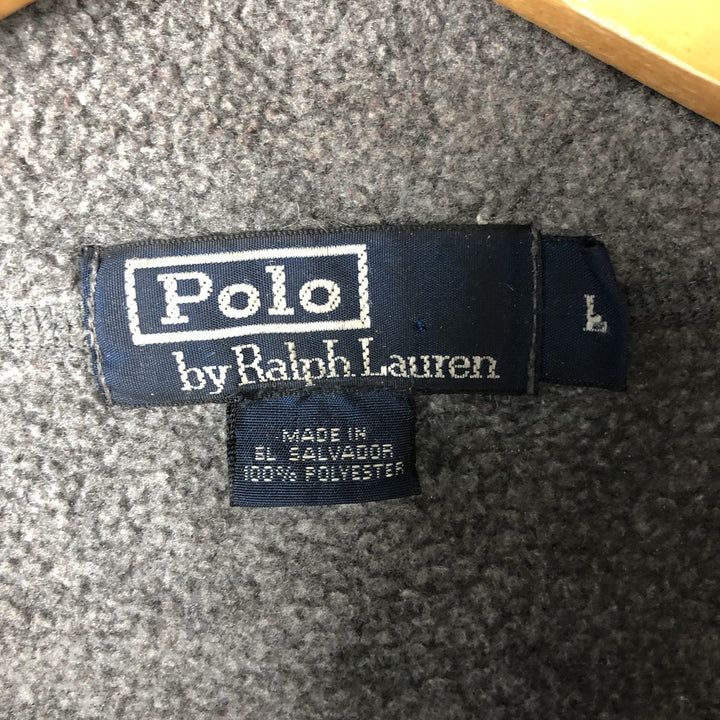 Polo
by Ralph Lauren
L
MADE IN
EL SALVADOR
100% POLYESTER